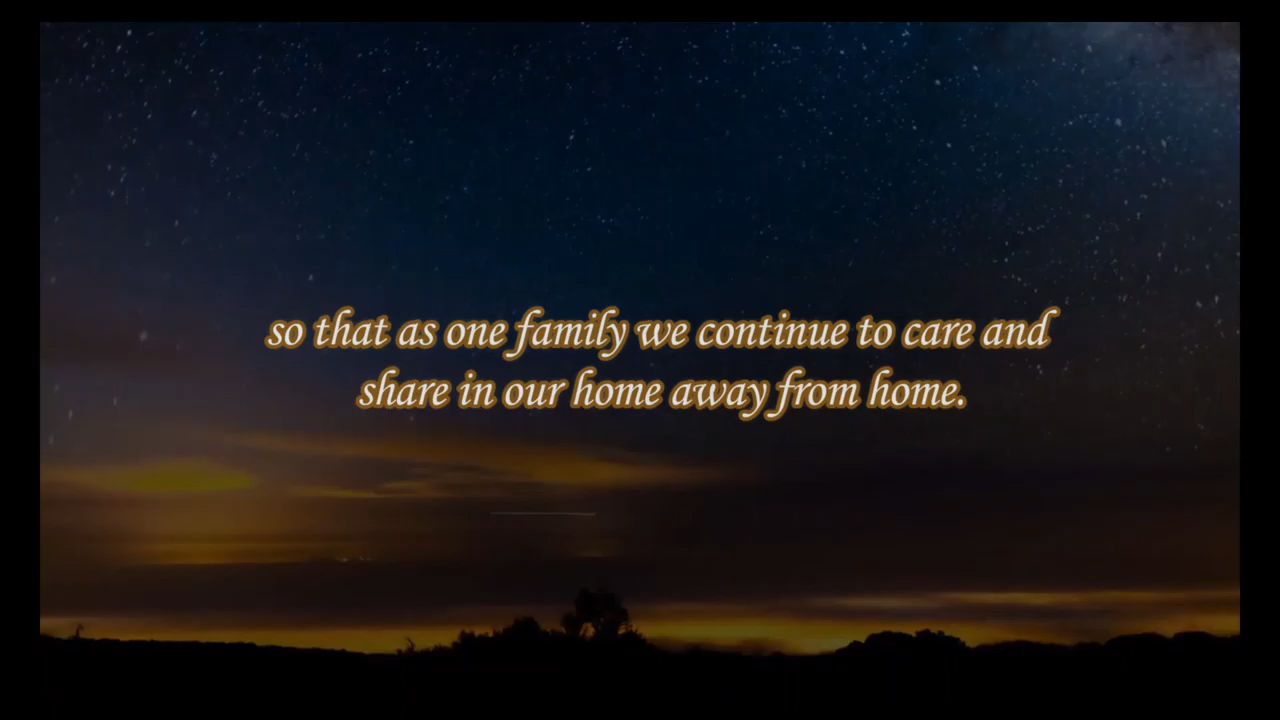 so that as one family we continue to care and
share in our home away from home.